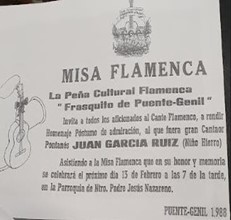 MISA FLAMENCA
La Peña Cultural Flamenca
"Frasquito de Puente-Genil"
Invita a todos los aficionados al Cante Flamenco, a rendir
Homenaje Póstumo de admiración, al que fuera gran Cantaor
Pontanés JUAN GARCIA RUIZ (Niño Hierro)
Asistiendo a la Misa Flamenca que en su honor y memoria
se celebrará el próximo día 15 de Febrero a las 7 de la tarde,
en la Parroquia de Ntro. Padre Jesús Nazareno.
PUENTE-GENIL 1.988